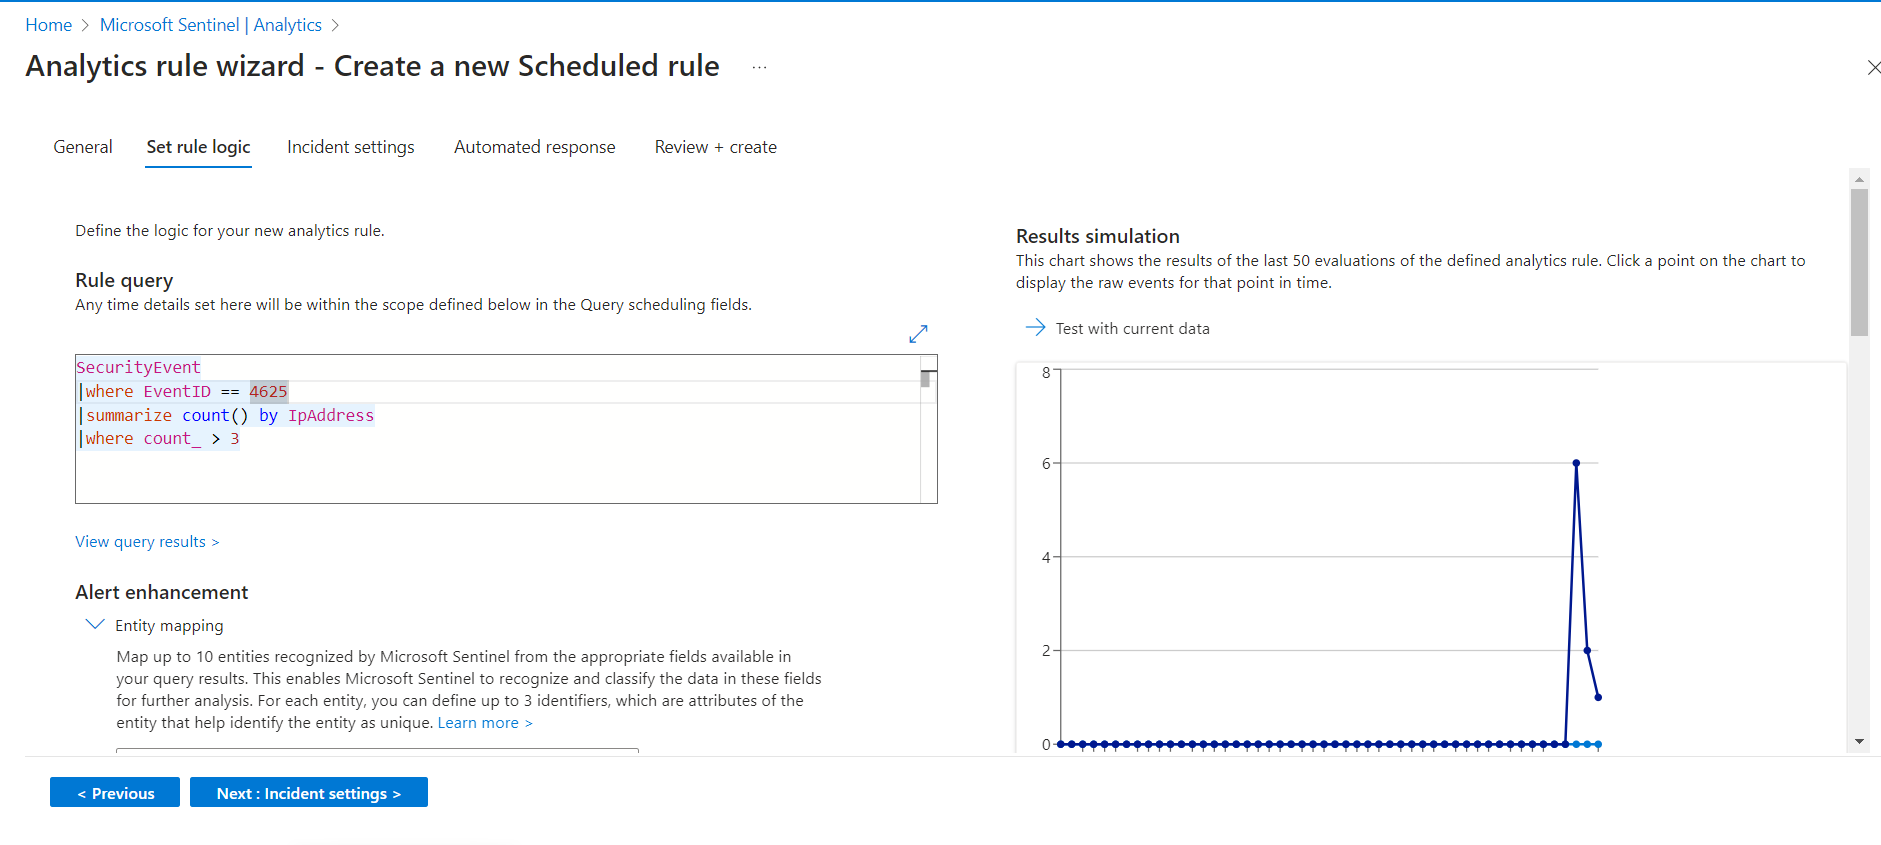 Home > Microsoft Sentinel | Analytics >
Analytics rule wizard - Create a new Scheduled rule ...
General Set rule logic Incident settings Automated response Review + create
Define the logic for your new analytics rule.
Rule query
Any time details set here will be within the scope defined below in the Query scheduling fields.
SecurityEvent
|where EventID == 4625
|summarize count() by IpAddress
|where count_ > 3
View query results >
Alert enhancement
Entity mapping
Map up to 10 entities recognized by Microsoft Sentinel from the appropriate fields available in
your query results. This enables Microsoft Sentinel to recognize and classify the data in these fields
for further analysis. For each entity, you can define up to 3 identifiers, which are attributes of the
entity that help identify the entity as unique. Learn more >
Results simulation
This chart shows the results of the last 50 evaluations of the defined analytics rule. Click a point on the chart to
display the raw events for that point in time.
Test with current data
8
6
4
2
0
< Previous
Next : Incident settings >